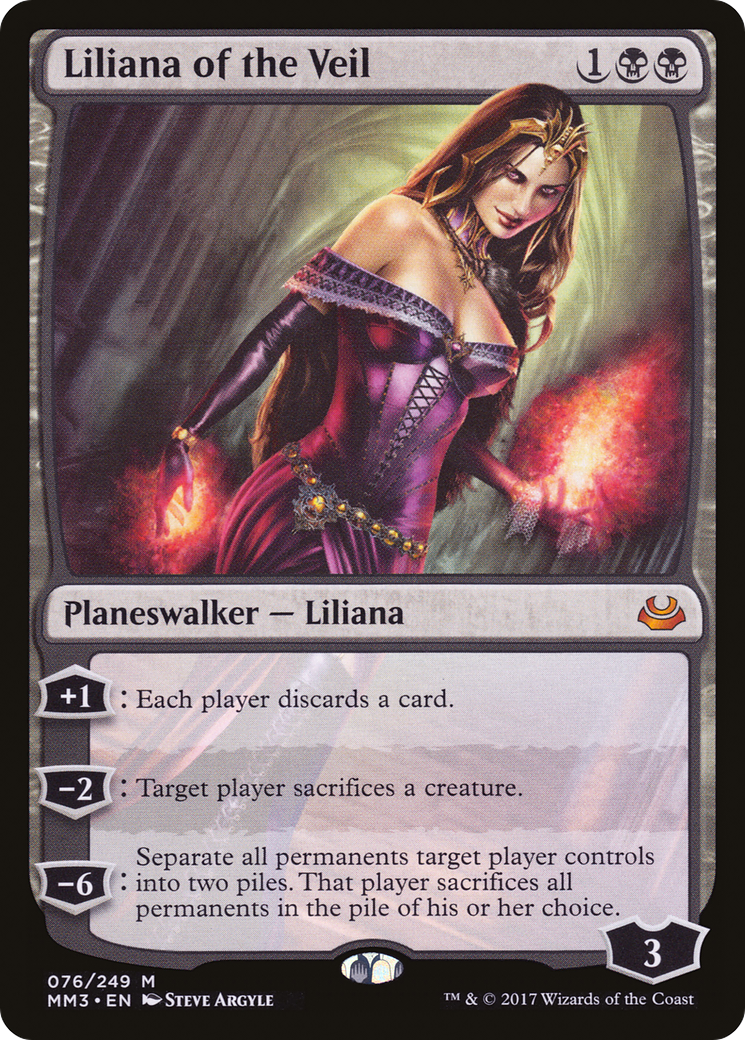 Liliana of the Veil 1
Planeswalker — Liliana
+1 : Each player discards a card.
−2 : Target player sacrifices a creature.
Separate all permanents target player controls
−6 : into two piles. That player sacrifices all
permanents in the pile of his or her choice.
3
076/249 M
MM3 • EN Steve Argyle ™ & © 2017 Wizards of the Coast